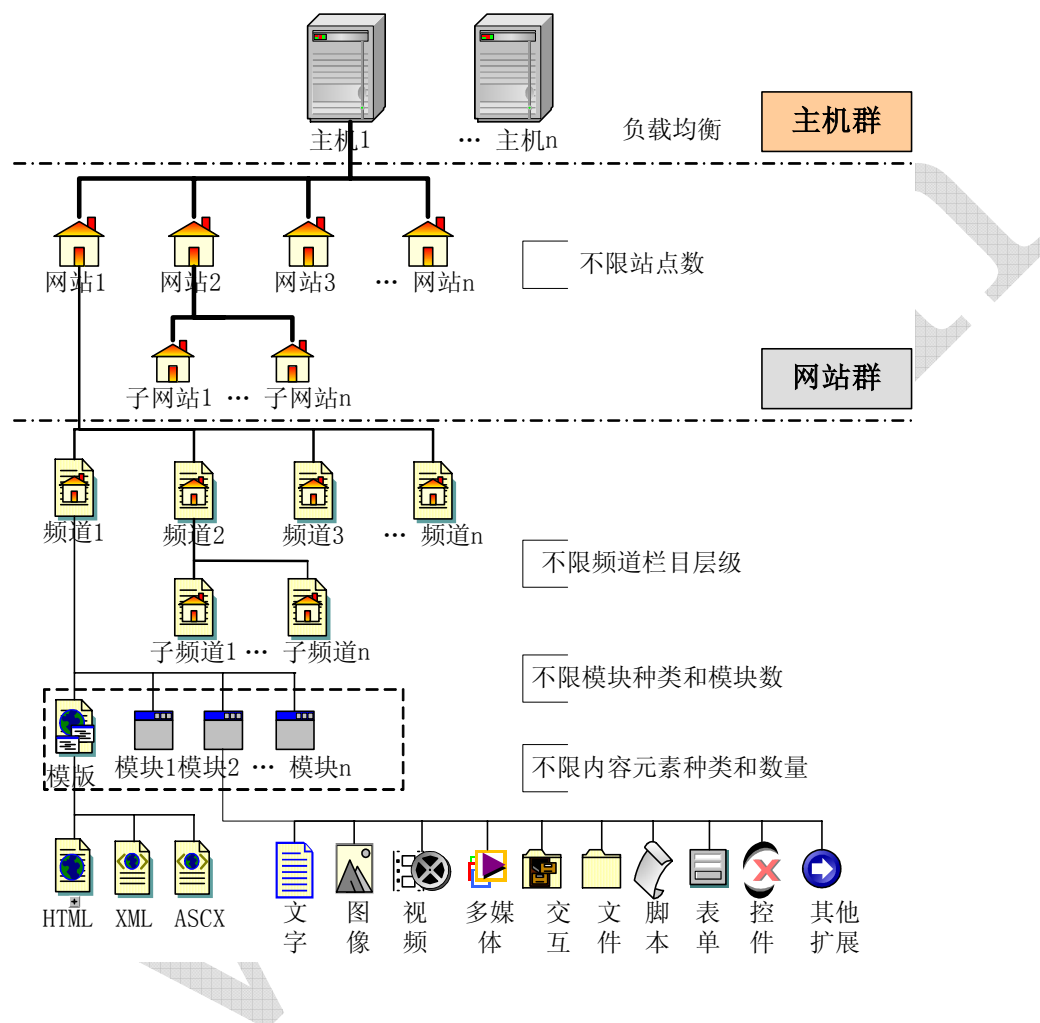 主机1
… 主机n
负载均衡
主机群
网站1
网站2
网站3
… 网站n
不限站点数
子网站1 … 子网站n
网站群
频道1
频道2
频道3
… 频道n
不限频道栏目层级
子频道1 … 子频道n
不限模块种类和模块数
模版
模块1模块2 … 模块n
不限内容元素种类和数量
HTML
XML
ASCX
文字
图像
视频
多媒体
交互
文件
脚本
表单
控件
其他
扩展